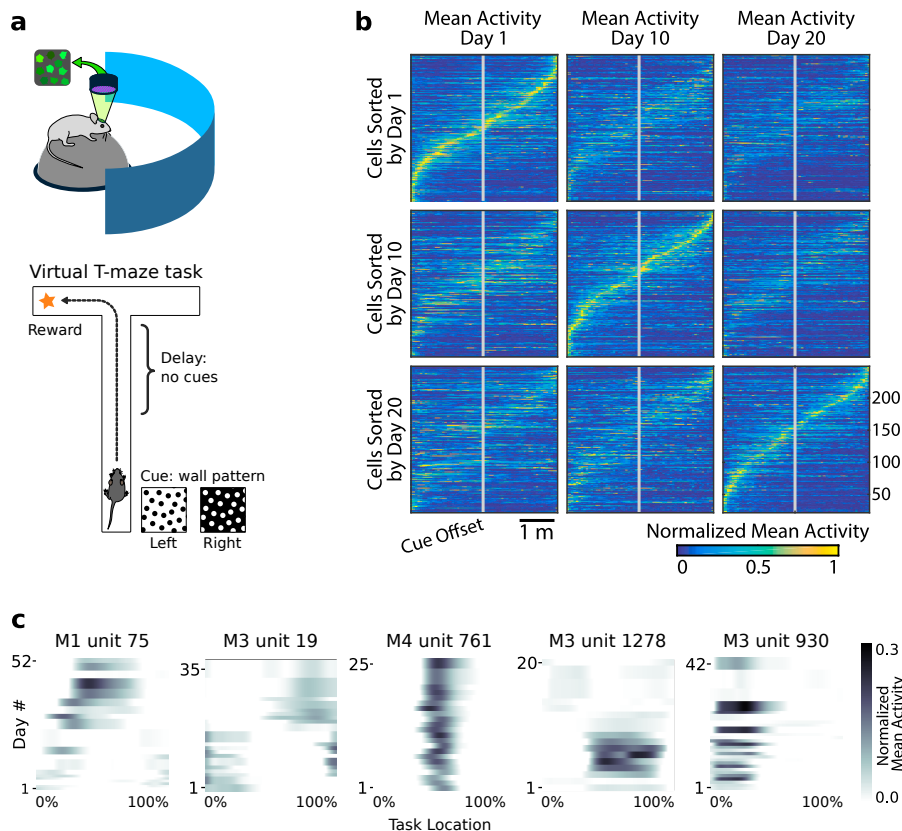 a
Virtual T-maze task
Reward
Delay:
no cues
Cue: wall pattern
Left
Right
b
Mean Activity
Day 1
Mean Activity
Day 10
Mean Activity
Day 20
Cells Sorted
by Day 1
Cells Sorted
by Day 10
Cells Sorted
by Day 20
200
150
100
50
Cue Offset
1 m
Normalized Mean Activity
0
0.5
1
c
M1 unit 75
M3 unit 19
M4 unit 761
M3 unit 1278
M3 unit 930
Day #
52-
1-
35-
1-
25-
1-
20-
1-
42-
1-
0%
100%
0%
100%
0%
100%
0%
100%
0%
100%
Task Location
0.3
0.0
Normalized
Mean Activity